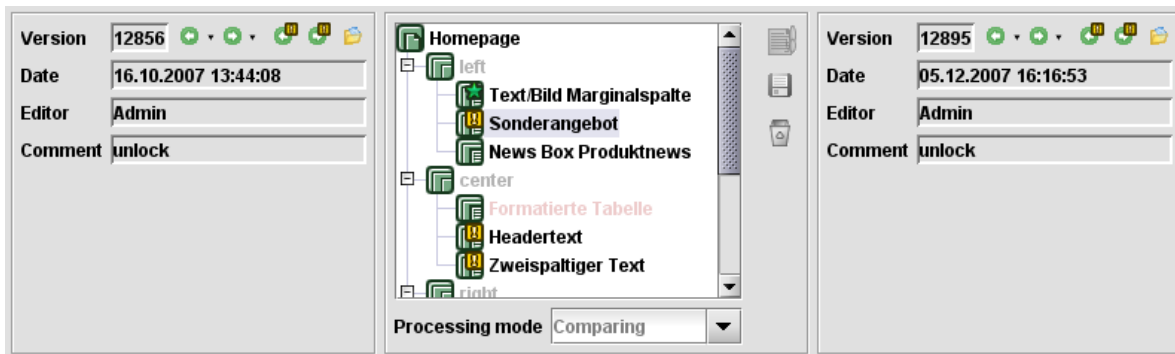 Version 12856
Date 16.10.2007 13:44:08
Editor Admin
Comment unlock
Homepage
left
Text/Bild Marginalspalte
Sonderangebot
News Box Produktnews
center
Formatierte Tabelle
Headertext
Zweispaltiger Text
right
Processing mode Comparing
Version 12895
Date 05.12.2007 16:16:53
Editor Admin
Comment unlock